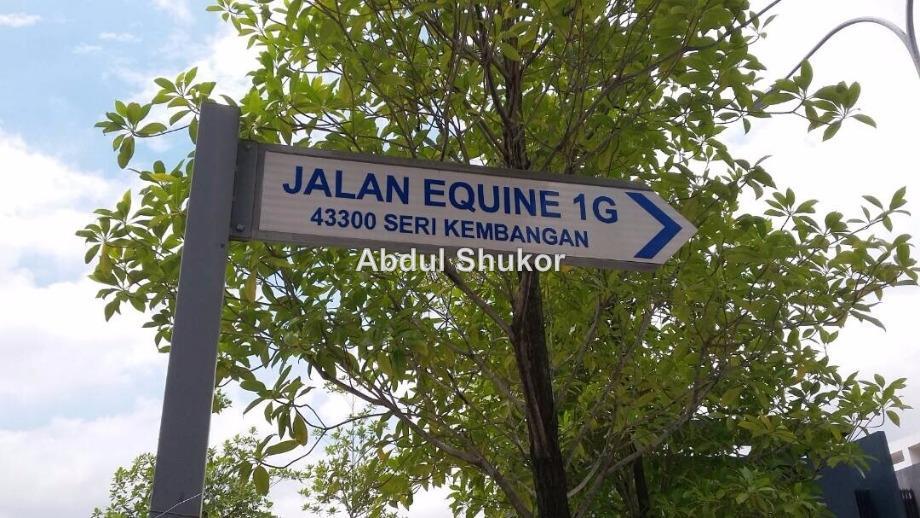 JALAN EQUINE 1G
43300 SERI KEMBANGAN
Abdul Shukor